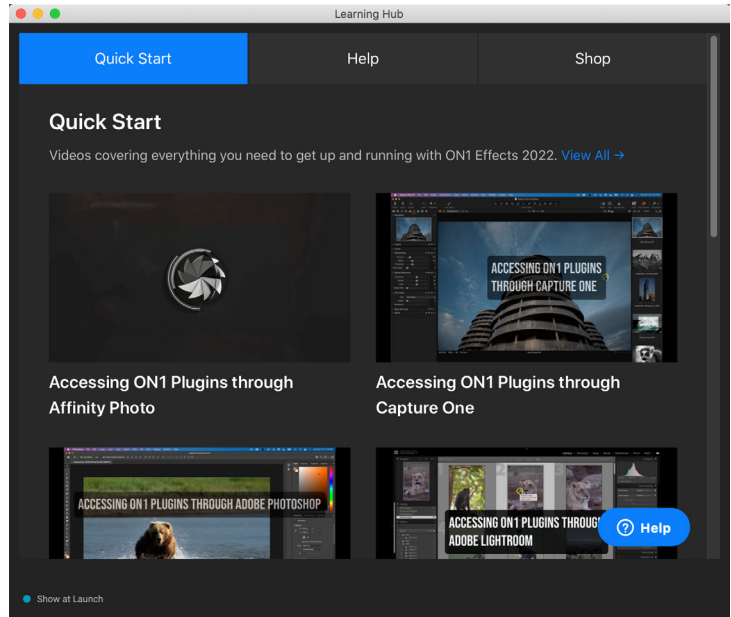 Learning Hub
Quick Start
Help
Shop
Quick Start
Videos covering everything you need to get up and running with ON1 Effects 2022. View All →
ACCESSING ON1 PLUGINS
THROUGH CAPTURE ONE
Accessing ON1 Plugins through
Affinity Photo
Accessing ON1 Plugins through
Capture One
ACCESSING ON1 PLUGINS THROUGH ADOBE PHOTOSHOP
ACCESSING ON1 PLUGINS THROUG
ADOBE LIGHTROOM
Help
Show at Launch